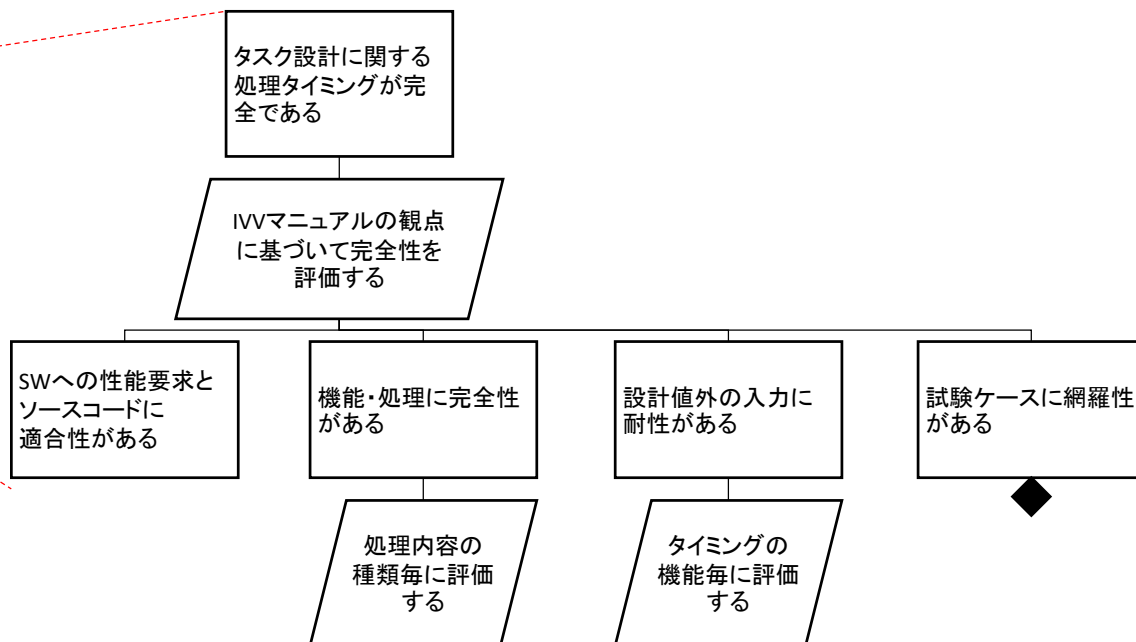 タスク設計に関する
処理タイミングが完
全である
IVVマニュアルの観点
に基づいて完全性を
評価する
SWへの性能要求と
ソースコードに
適合性がある
機能・処理に完全性
がある
設計値外の入力に
耐性がある
試験ケースに網羅性
がある
処理内容の
種類毎に評価
する
タイミングの
機能毎に評価
する